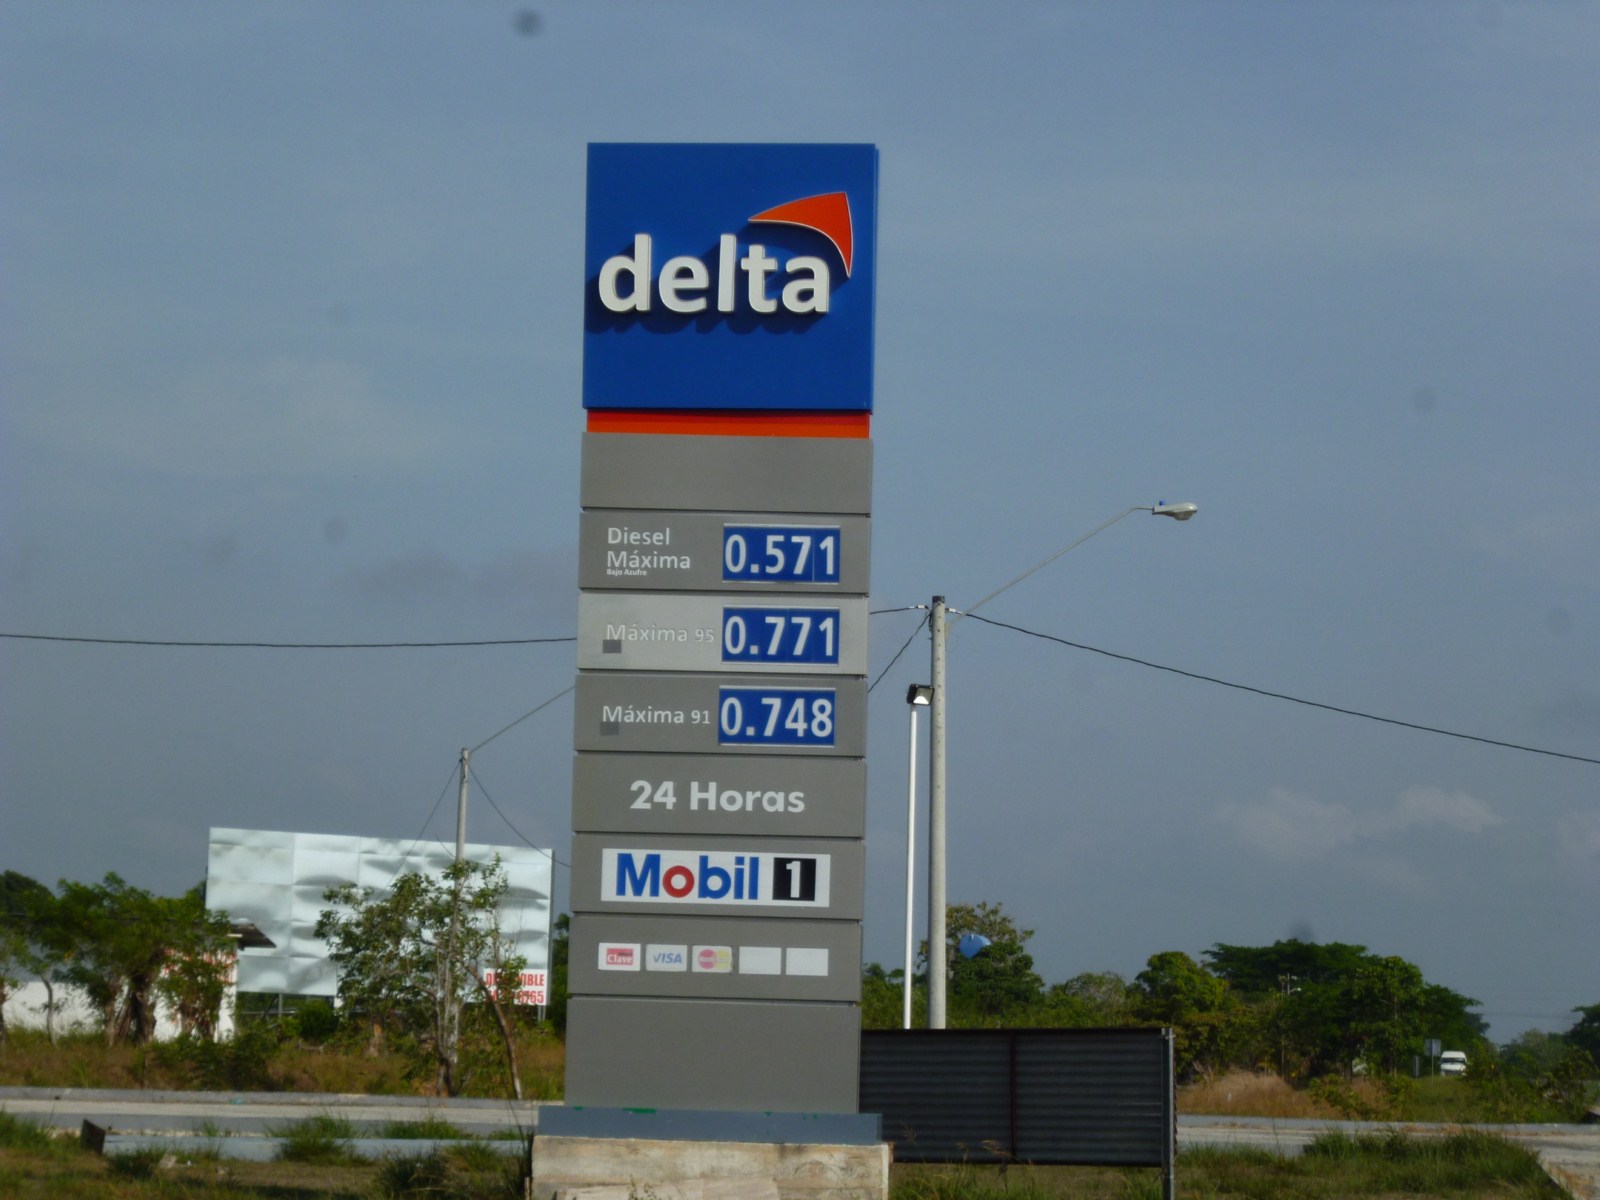 delta
Diesel
Máxima
Bajo Azufre
0.571
Máxima 95
0.771
Máxima 91
0.748
24 Horas
Mobil 1
Clave
VISA